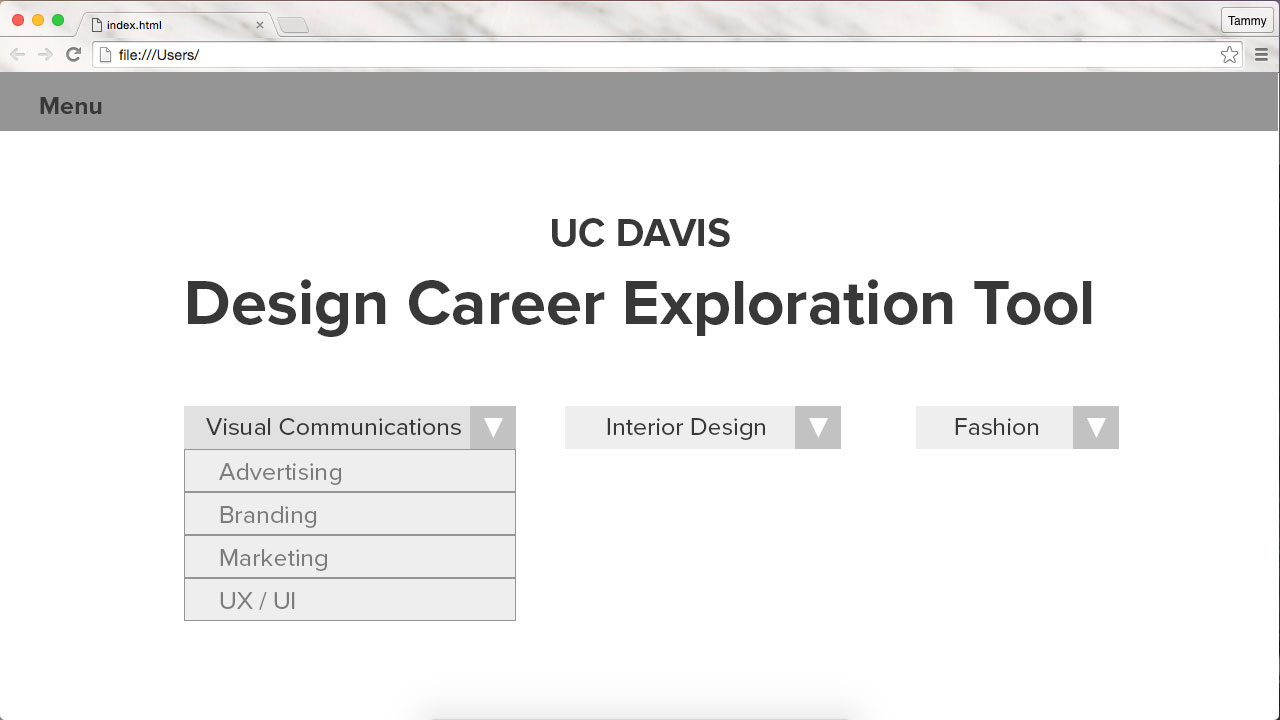 index.html
Tammy
file:///Users/
Menu
UC DAVIS
Design Career Exploration Tool
Visual Communications
Interior Design
Fashion
Advertising
Branding
Marketing
UX / UI